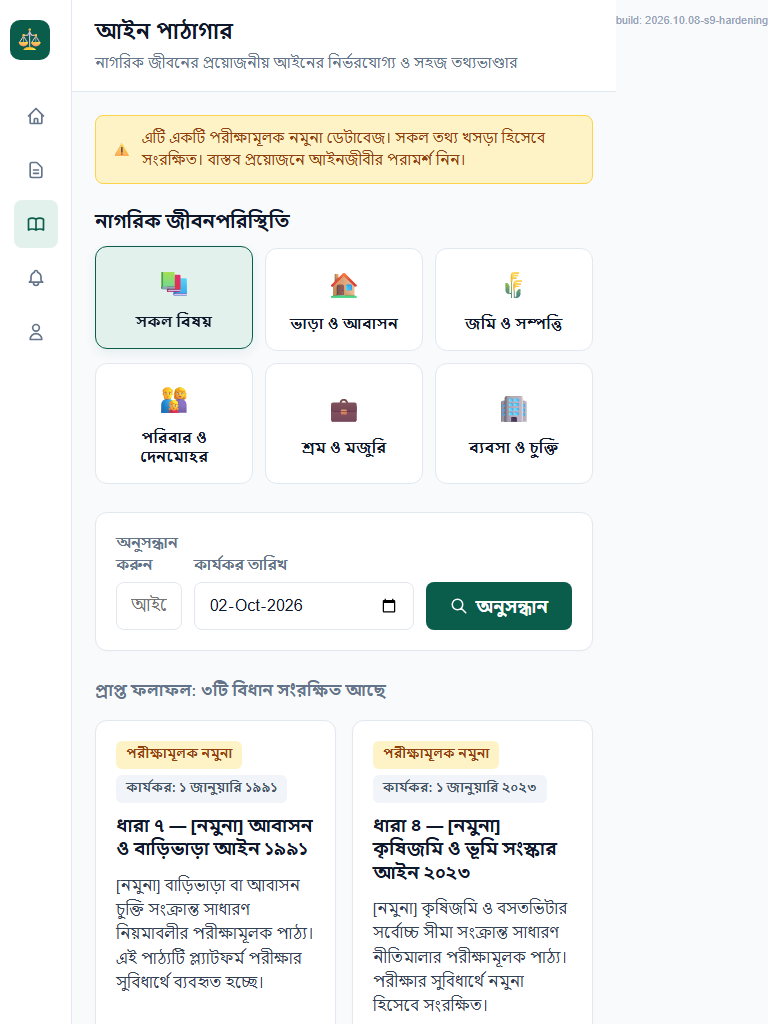 আইন পাঠাগার
build: 2026.10.08-s9-hardening
নাগরিক জীবনের প্রয়োজনীয় আইনের নির্ভরযোগ্য ও সহজ তথ্যভাণ্ডার
এটি একটি পরীক্ষামূলক নমুনা ডেটাবেজ। সকল তথ্য খসড়া হিসেবে
সংরক্ষিত। বাস্তব প্রয়োজনে আইনজীবীর পরামর্শ নিন।
নাগরিক জীবনপরিস্থিতি
সকল বিষয়
ভাড়া ও আবাসন
জমি ও সম্পত্তি
পরিবার ও
দেনমোহর
শ্রম ও মজুরি
ব্যবসা ও চুক্তি
অনুসন্ধান
করুন
কার্যকর তারিখ
আইে
02-Oct-2026
অনুসন্ধান
প্রাপ্ত ফলাফল: ৩টি বিধান সংরক্ষিত আছে
পরীক্ষামূলক নমুনা
কার্যকর: ১ জানুয়ারি ১৯৯১
ধারা ৭ — [নমুনা] আবাসন
ও বাড়িভাড়া আইন ১৯৯১
[নমুনা] বাড়িভাড়া বা আবাসন
চুক্তি সংক্রান্ত সাধারণ
নিয়মাবলীর পরীক্ষামূলক পাঠ্য।
এই পাঠ্যটি প্ল্যাটফর্ম পরীক্ষার
সুবিধার্থে ব্যবহৃত হচ্ছে।
পরীক্ষামূলক নমুনা
কার্যকর: ১ জানুয়ারি ২০২৩
ধারা ৪ — [নমুনা]
কৃষিজমি ও ভূমি সংস্কার
আইন ২০২৩
[নমুনা] কৃষিজমি ও বসতভিটার
সর্বোচ্চ সীমা সংক্রান্ত সাধারণ
নীতিমালার পরীক্ষামূলক পাঠ্য।
পরীক্ষার সুবিধার্থে নমুনা
হিসেবে সংরক্ষিত।